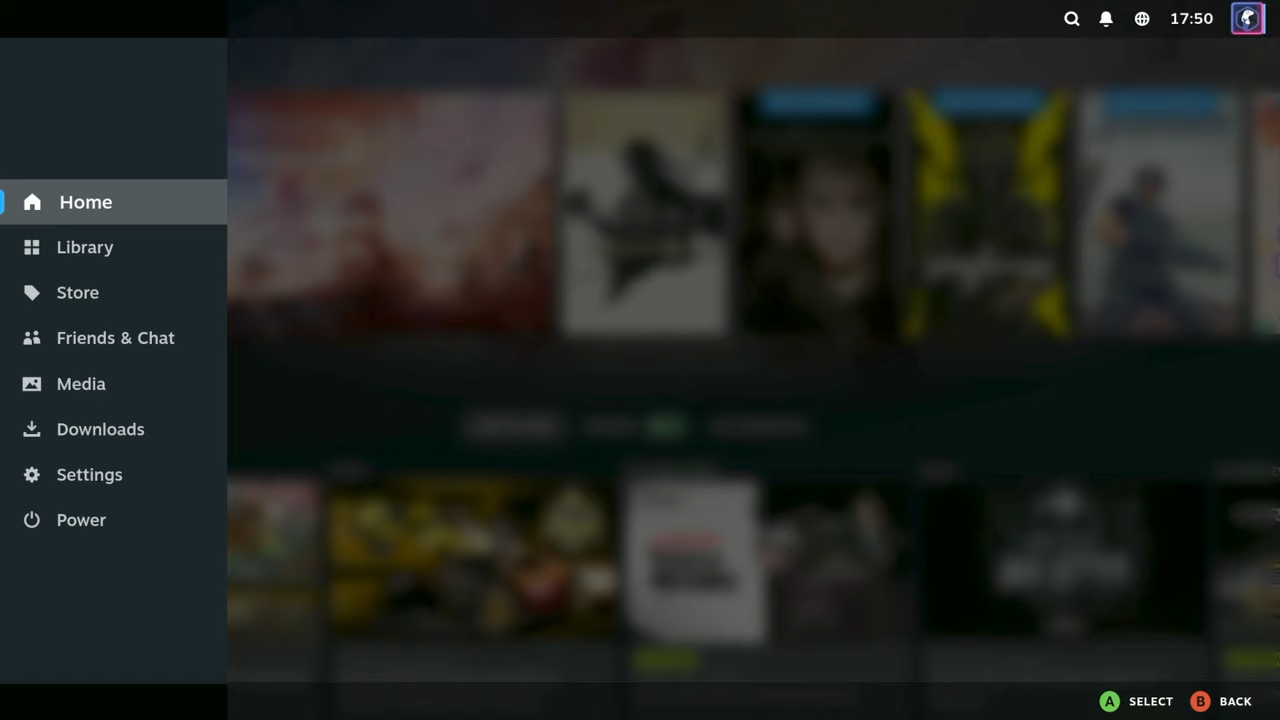 17:50
Home
Library
Store
Friends & Chat
Media
Downloads
Settings
Power
A SELECT B BACK